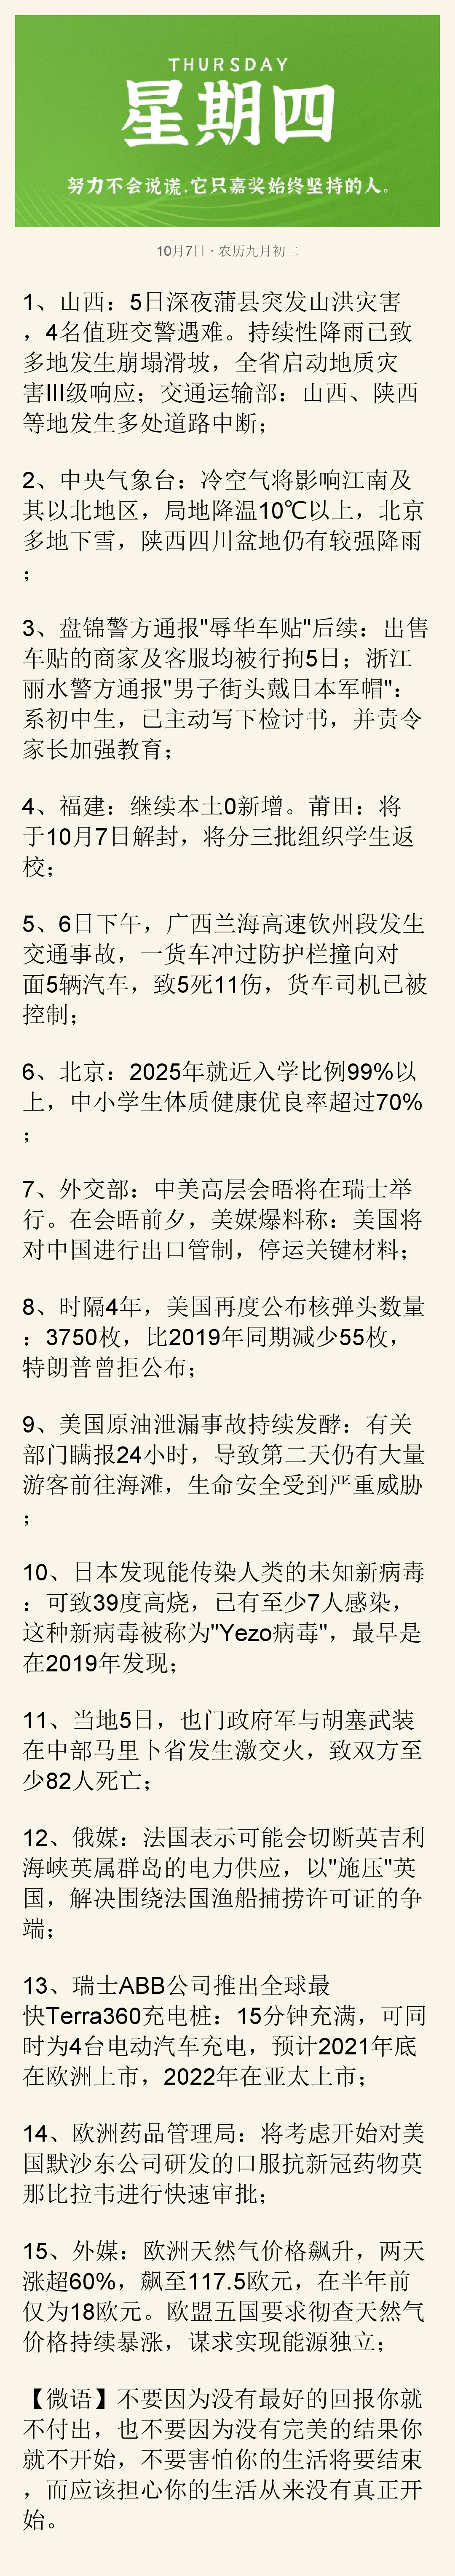 THURSDAY
星期四
努力不会说谎,它只嘉奖始终坚持的人。
10月7日 · 农历九月初二
1、山西：5日深夜蒲县突发山洪灾害
，4名值班交警遇难。持续性降雨已致
多地发生崩塌滑坡，全省启动地质灾
害III级响应；交通运输部：山西、陕西
等地发生多处道路中断；
2、中央气象台：冷空气将影响江南及
其以北地区，局地降温10℃以上，北京
多地下雪，陕西四川盆地仍有较强降雨
；
3、盘锦警方通报"辱华车贴"后续：出售
车贴的商家及客服均被行拘5日；浙江
丽水警方通报"男子街头戴日本军帽"：
系初中生，已主动写下检讨书，并责令
家长加强教育；
4、福建：继续本土0新增。莆田：将
于10月7日解封，将分三批组织学生返
校；
5、6日下午，广西兰海高速钦州段发生
交通事故，一货车冲过防护栏撞向对
面5辆汽车，致5死11伤，货车司机已被
控制；
6、北京：2025年就近入学比例99%以
上，中小学生体质健康优良率超过70%
；
7、外交部：中美高层会晤将在瑞士举
行。在会晤前夕，美媒爆料称：美国将
对中国进行出口管制，停运关键材料；
8、时隔4年，美国再度公布核弹头数量
：3750枚，比2019年同期减少55枚，
特朗普曾拒公布；
9、美国原油泄漏事故持续发酵：有关
部门瞒报24小时，导致第二天仍有大量
游客前往海滩，生命安全受到严重威胁
；
10、日本发现能传染人类的未知新病毒
：可致39度高烧，已有至少7人感染，
这种新病毒被称为"Yezo病毒"，最早是
在2019年发现；
11、当地5日，也门政府军与胡塞武装
在中部马里卜省发生激交火，致双方至
少82人死亡；
12、俄媒：法国表示可能会切断英吉利
海峡英属群岛的电力供应，以"施压"英
国，解决围绕法国渔船捕捞许可证的争
端；
13、瑞士ABB公司推出全球最
快Terra360充电桩：15分钟充满，可同
时为4台电动汽车充电，预计2021年底
在欧洲上市，2022年在亚太上市；
14、欧洲药品管理局：将考虑开始对美
国默沙东公司研发的口服抗新冠药物莫
那比拉韦进行快速审批；
15、外媒：欧洲天然气价格飙升，两天
涨超60%，飙至117.5欧元，在半年前
仅为18欧元。欧盟五国要求彻查天然气
价格持续暴涨，谋求实现能源独立；
【微语】不要因为没有最好的回报你就
不付出，也不要因为没有完美的结果你
就不开始，不要害怕你的生活将要结束
，而应该担心你的生活从来没有真正开
始。